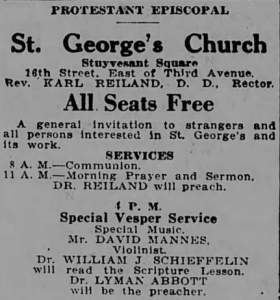 PROTESTANT EPISCOPAL
St. George's Church
Stuyvesant Square
16th Street, East of Third Avenue.
Rev. KARL REILAND, D. D., Rector.
All Seats Free
A general invitation to strangers and
all persons interested in St. George's and
its work.
SERVICES
8 A. M.—Communion.
11 A. M.—Morning Prayer and Sermon,
DR. REILAND will preach.
4 P. M.
Special Vesper Service
Special Music.
Mr. DAVID MANNES,
Violinist.
Dr. WILLIAM J. SCHIEFFELIN
will read the Scripture Lesson.
Dr. LYMAN ABBOTT
will be the preacher.